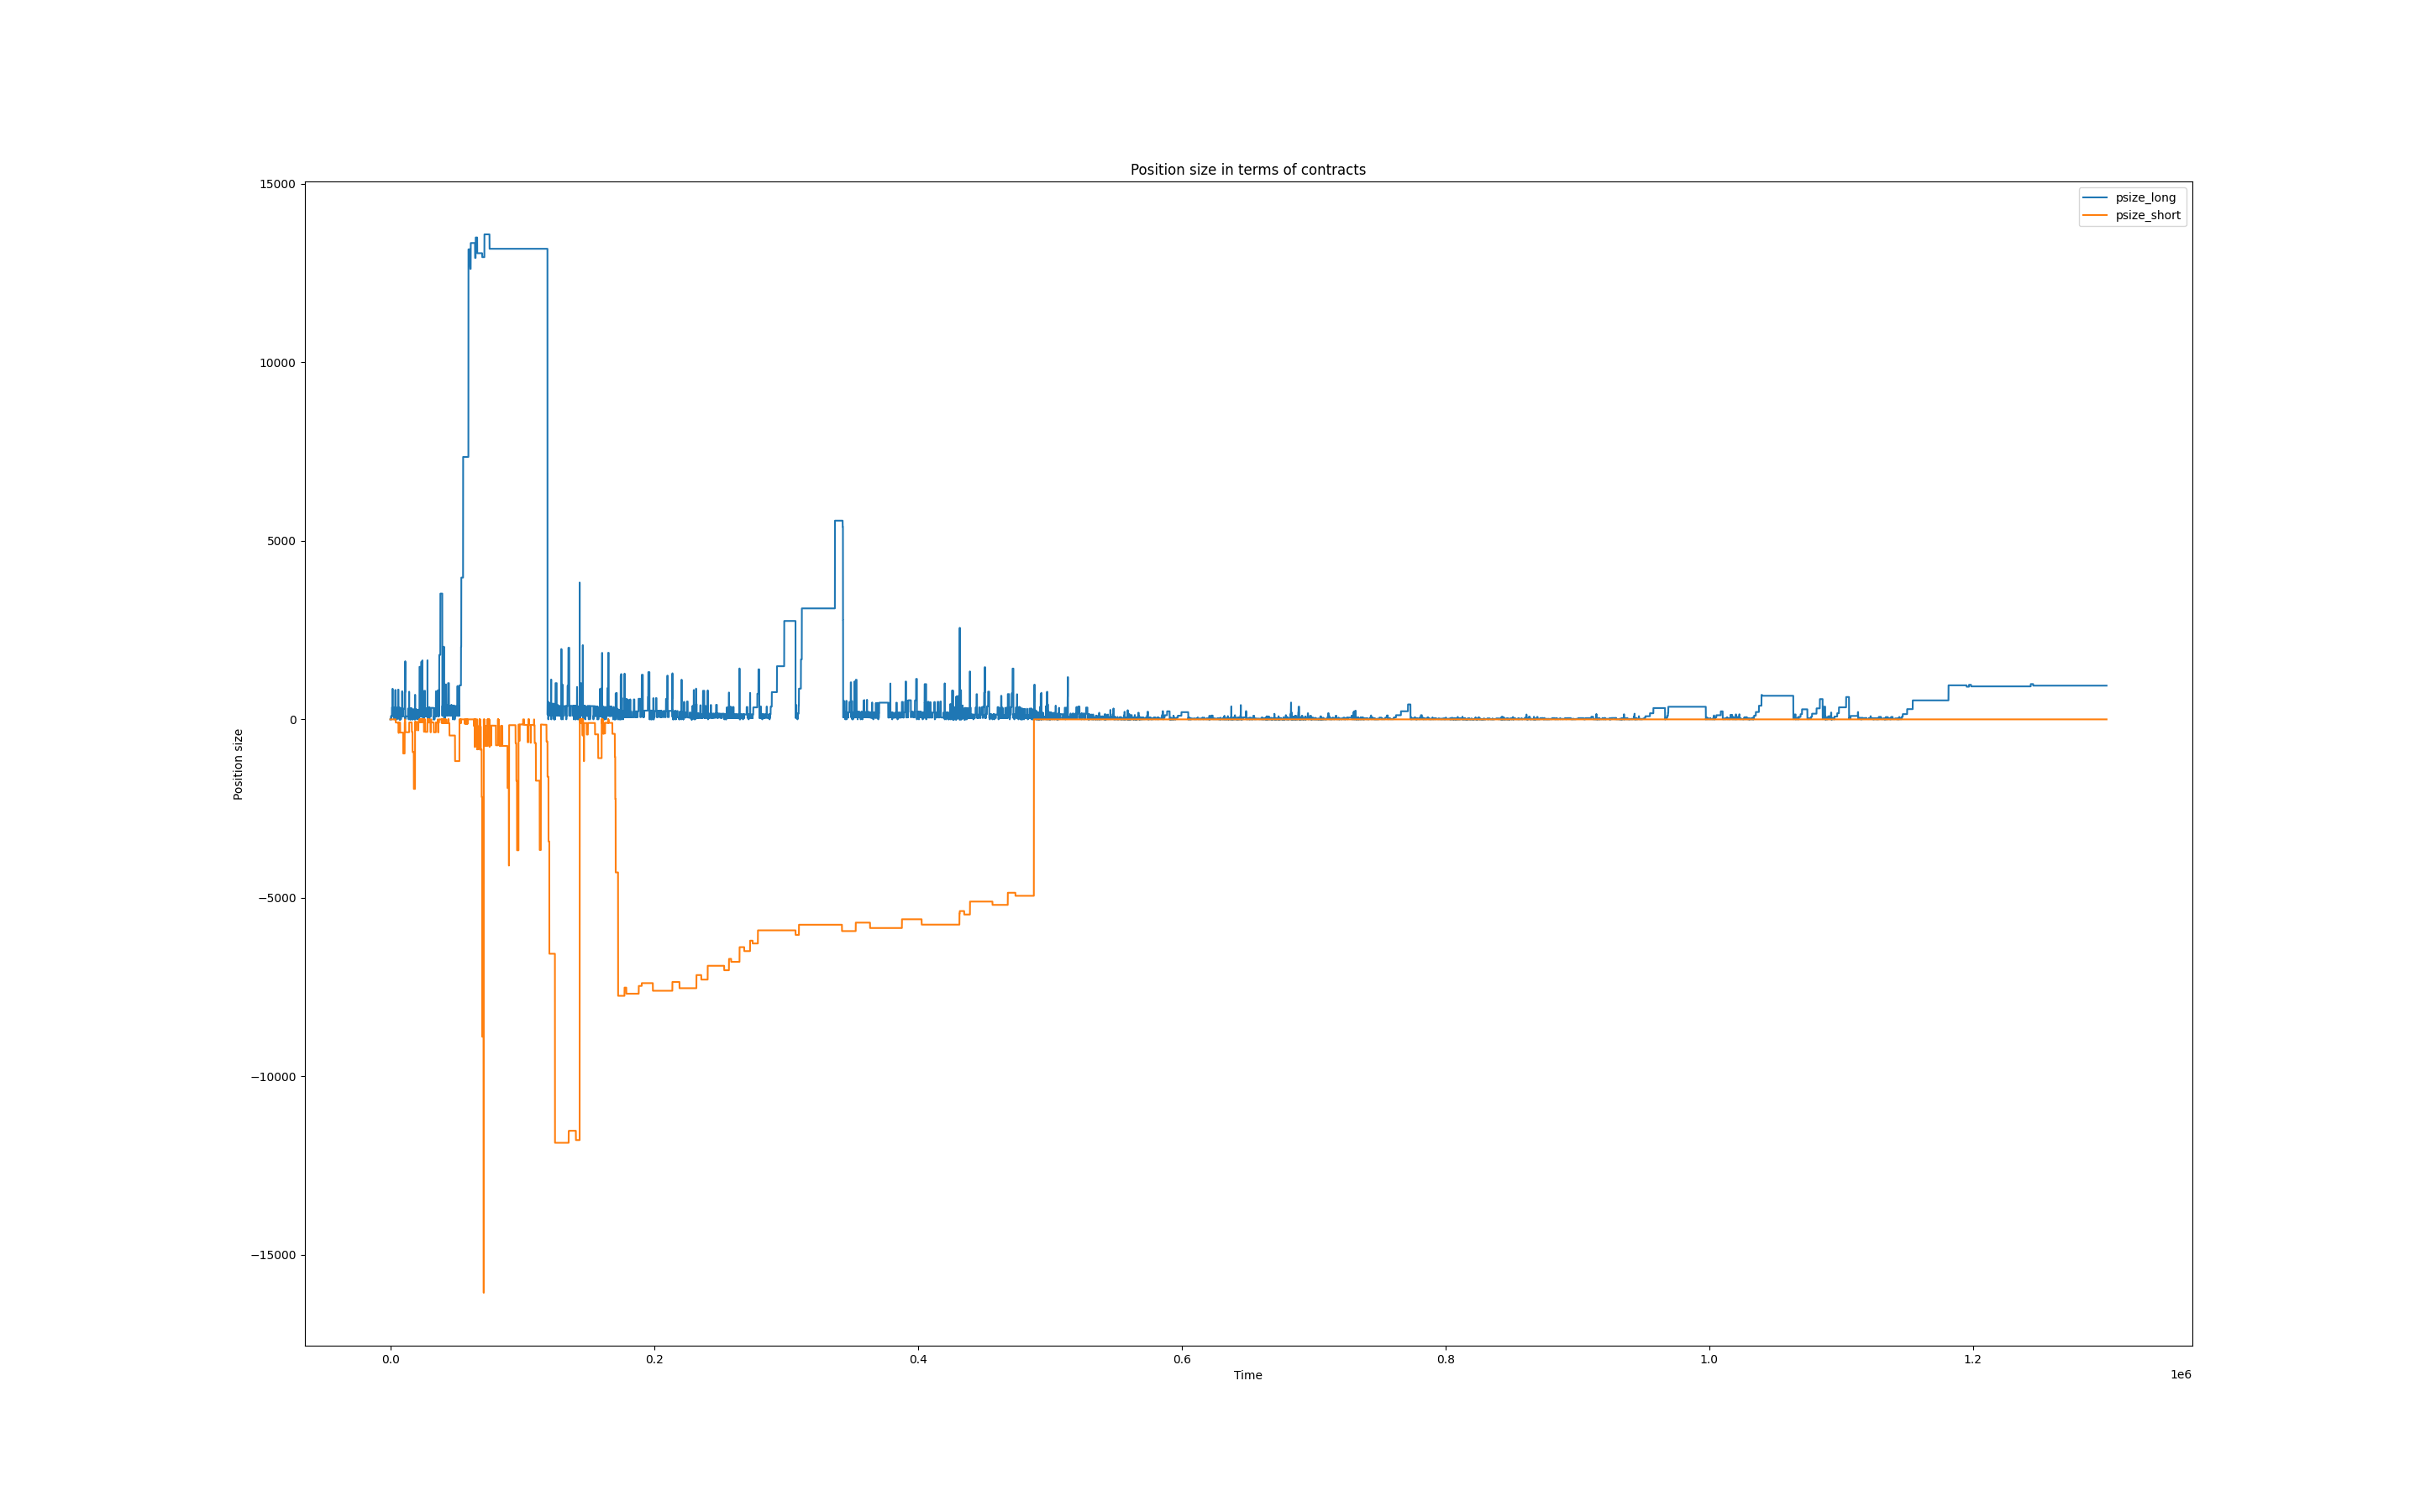 Position size in terms of contracts
psize_long
psize_short
Position size
15000
10000
5000
0
−5000
−10000
−15000
0.0
0.2
0.4
0.6
0.8
1.0
1.2
1e6
Time